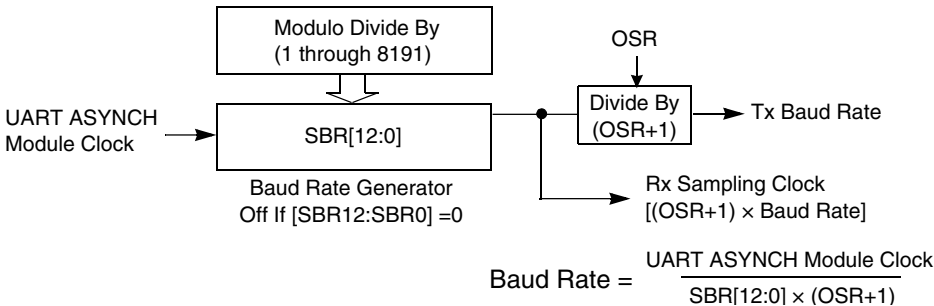 Modulo Divide By
(1 through 8191)
OSR
UART ASYNCH
Module Clock
SBR[12:0]
Divide By
(OSR+1)
Tx Baud Rate
Baud Rate Generator
Off If [SBR12:SBR0] =0
Rx Sampling Clock
[(OSR+1) × Baud Rate]
Baud Rate =
UART ASYNCH Module Clock
SBR[12:0] × (OSR+1)